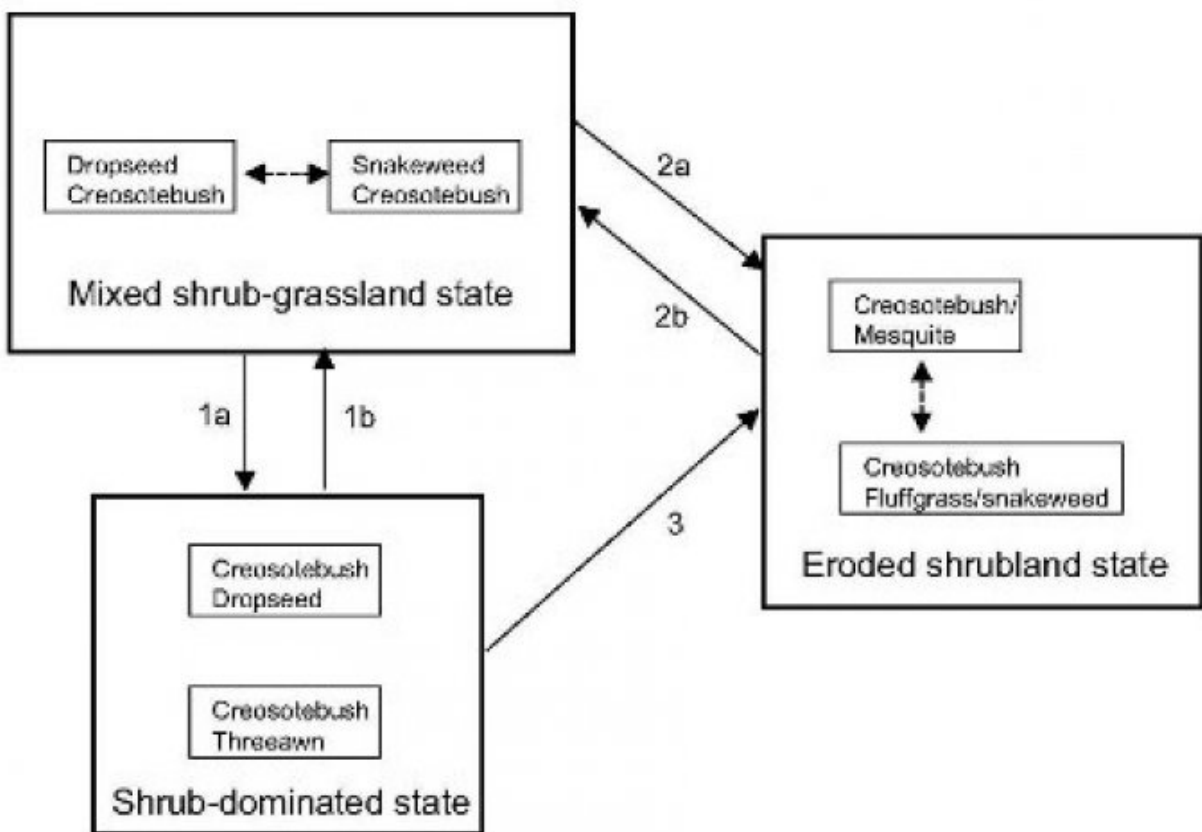 Dropseed
Creosotebush
Snakeweed
Creosotebush
Mixed shrub-grassland state
2a
2b
1a
1b
Creosotebush/
Mesquite
Creosotebush
Fluffgrass/snakeweed
Eroded shrubland state
3
Creosotebush
Dropseed
Creosotebush
Threeawn
Shrub-dominated state